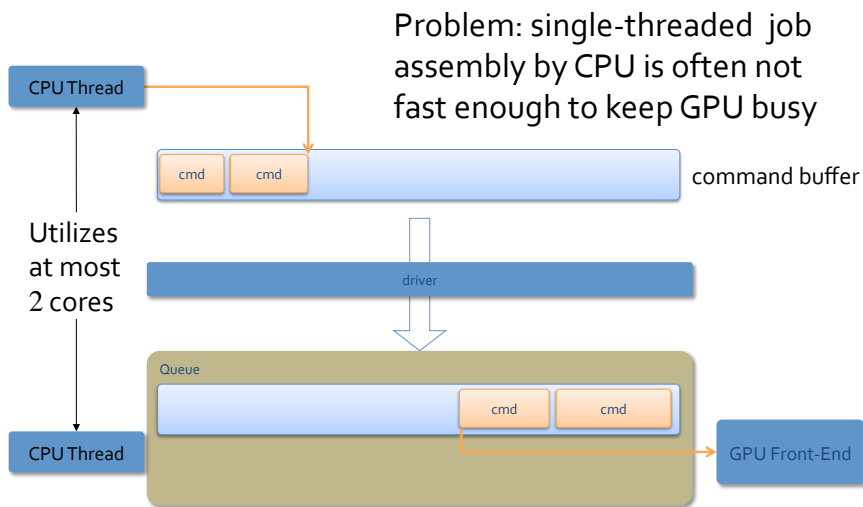 Problem: single-threaded job
assembly by CPU is often not
fast enough to keep GPU busy
CPU Thread
cmd
cmd
command buffer
Utilizes
at most
2 cores
driver
Queue
cmd
cmd
CPU Thread
GPU Front-End